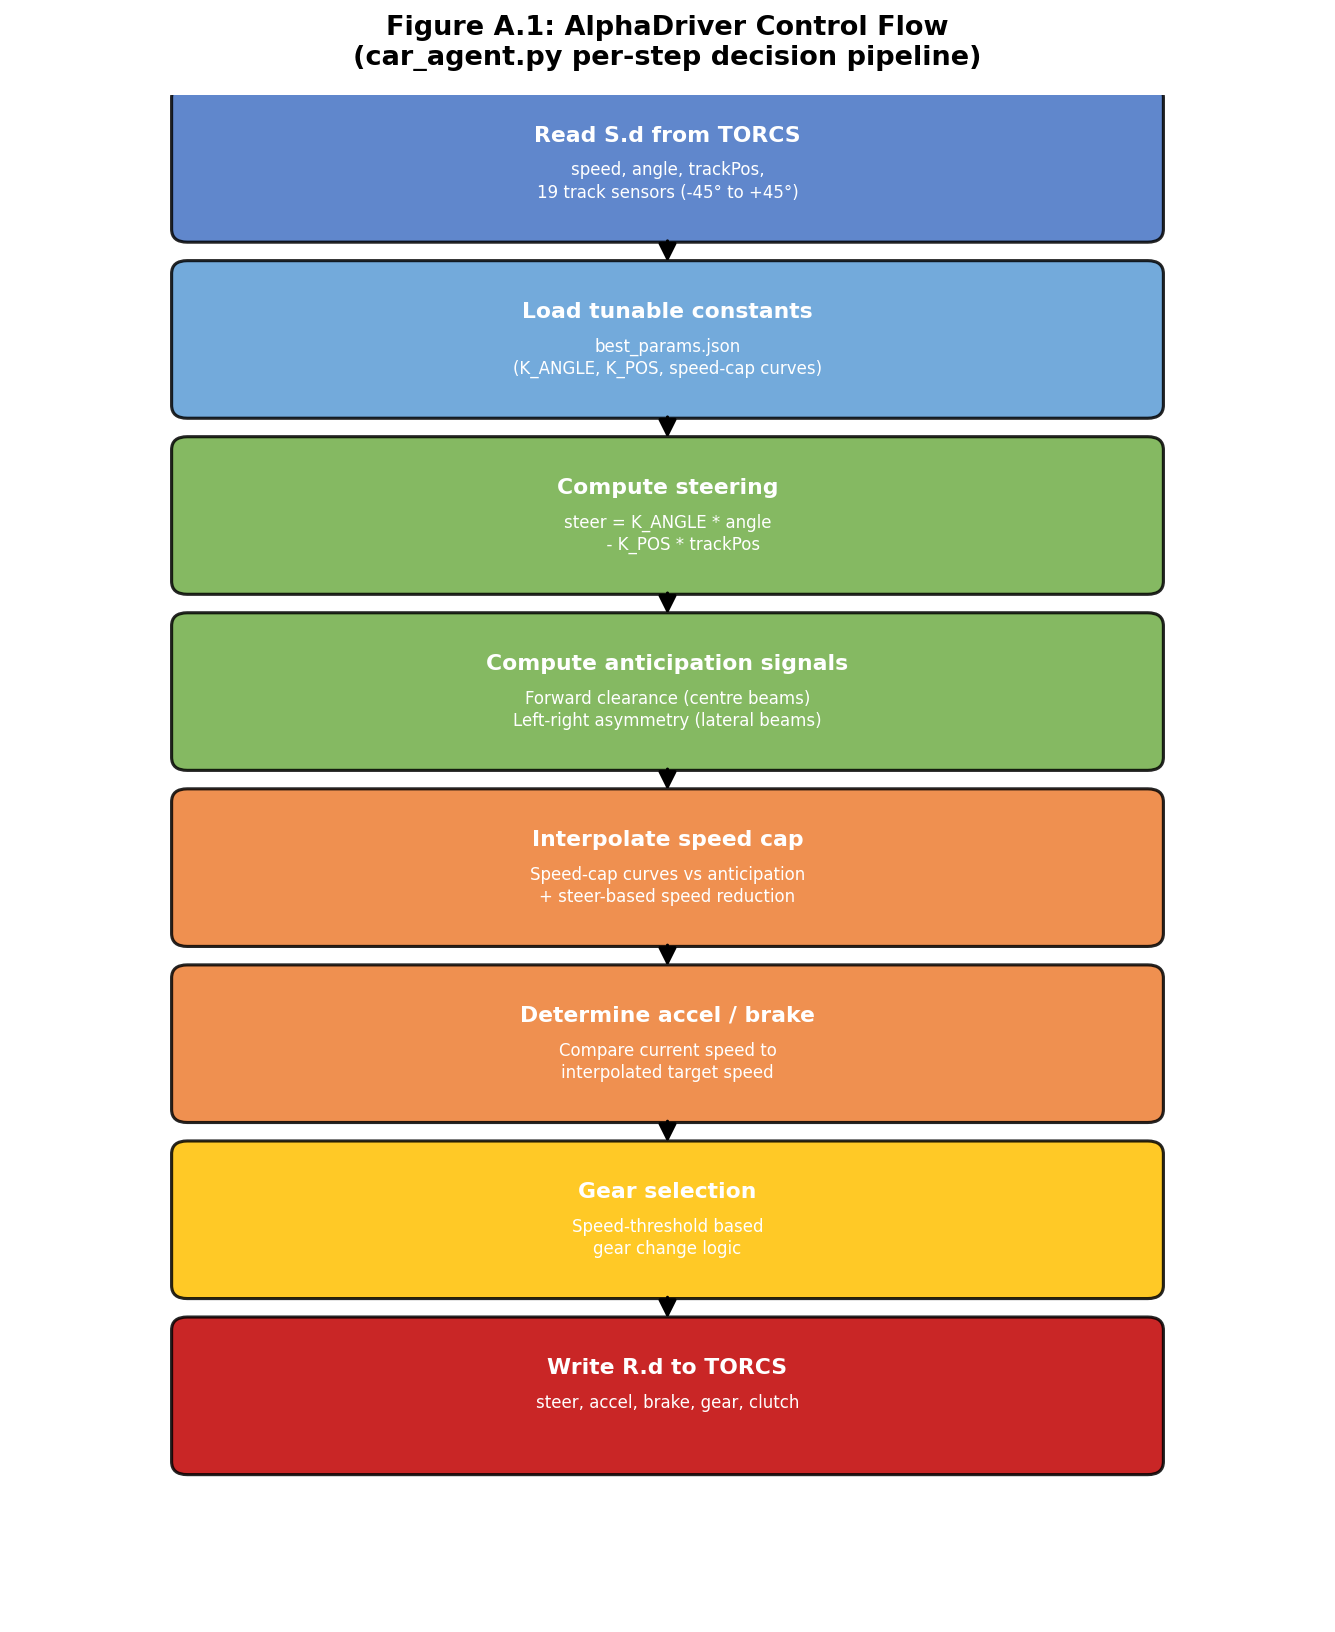 Figure A.1: AlphaDriver Control Flow
(car_agent.py per-step decision pipeline)
Read S.d from TORCS
speed, angle, trackPos,
19 track sensors (-45° to +45°)
Load tunable constants
best_params.json
(K_ANGLE, K_POS, speed-cap curves)
Compute steering
steer = K_ANGLE * angle
- K_POS * trackPos
Compute anticipation signals
Forward clearance (centre beams)
Left-right asymmetry (lateral beams)
Interpolate speed cap
Speed-cap curves vs anticipation
+ steer-based speed reduction
Determine accel / brake
Compare current speed to
interpolated target speed
Gear selection
Speed-threshold based
gear change logic
Write R.d to TORCS
steer, accel, brake, gear, clutch